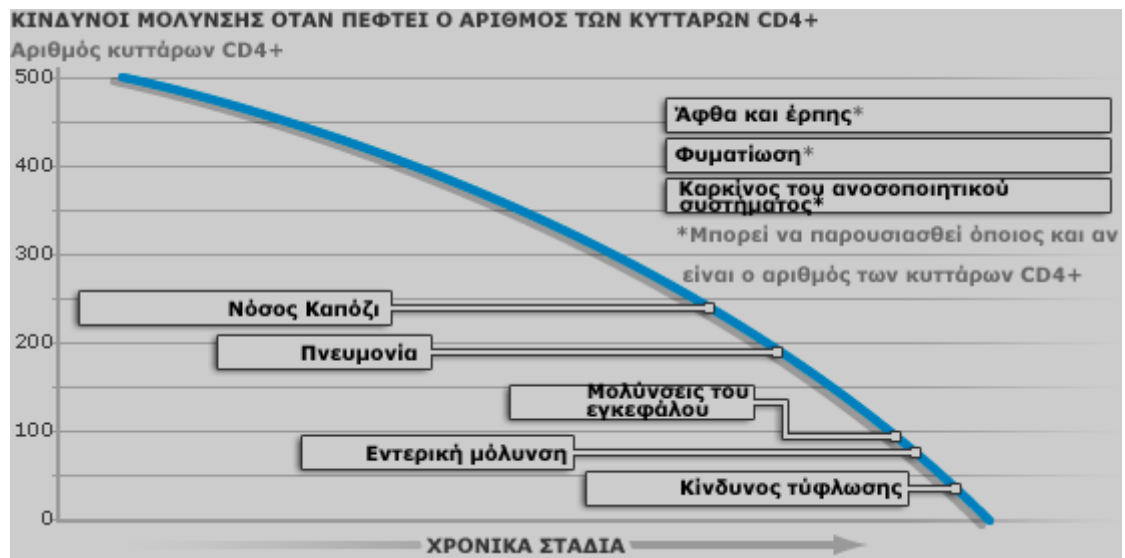 ΚΙΝΔΥΝΟΙ ΜΟΛΥΝΣΗΣ ΟΤΑΝ ΠΕΦΤΕΙ Ο ΑΡΙΘΜΟΣ ΤΩΝ ΚΥΤΤΑΡΩΝ CD4+
Αριθμός κυττάρων CD4+
500
400
300
200
100
0
Άφθα και έρπης*
Φυματίωση*
Καρκίνος του ανοσοποιητικού
συστήματος*
*Μπορεί να παρουσιασθεί όποιος και αν
είναι ο αριθμός των κυττάρων CD4+
Νόσος Καπόζι
Πνευμονία
Μολύνσεις του
εγκεφάλου
Εντερική μόλυνση
Κίνδυνος τύφλωσης
ΧΡΟΝΙΚΑ ΣΤΑΔΙΑ